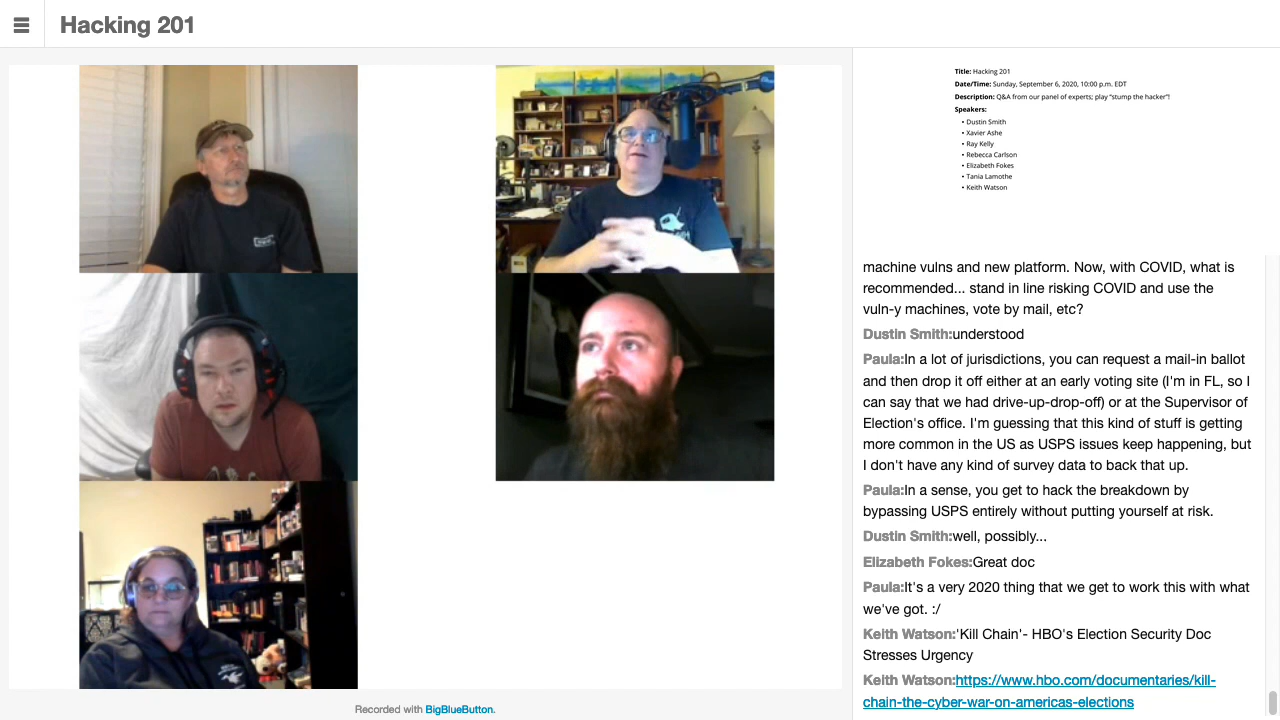 Hacking 201
Title: Hacking 201
Date/Time: Sunday, September 6, 2020, 10:00 p.m. EDT
Description: Q&A from our panel of experts; play "stump the hacker"!
Speakers:
• Dustin Smith
• Xavier Ashe
• Ray Kelly
• Rebecca Carlson
• Elizabeth Fokes
• Tania Lamothe
• Keith Watson
machine vulns and new platform. Now, with COVID, what is
recommended... stand in line risking COVID and use the
vuln-y machines, vote by mail, etc?
Dustin Smith:understood
Paula:In a lot of jurisdictions, you can request a mail-in ballot
and then drop it off either at an early voting site (I'm in FL, so I
can say that we had drive-up-drop-off) or at the Supervisor of
Election's office. I'm guessing that this kind of stuff is getting
more common in the US as USPS issues keep happening, but
I don't have any kind of survey data to back that up.
Paula:In a sense, you get to hack the breakdown by
bypassing USPS entirely without putting yourself at risk.
Dustin Smith:well, possibly...
Elizabeth Fokes:Great doc
Paula:It's a very 2020 thing that we get to work this with what
we've got. :/
Keith Watson:'Kill Chain'- HBO's Election Security Doc
Stresses Urgency
Keith Watson:https://www.hbo.com/documentaries/kill-
chain-the-cyber-war-on-americas-elections
Recorded with BigBlueButton.